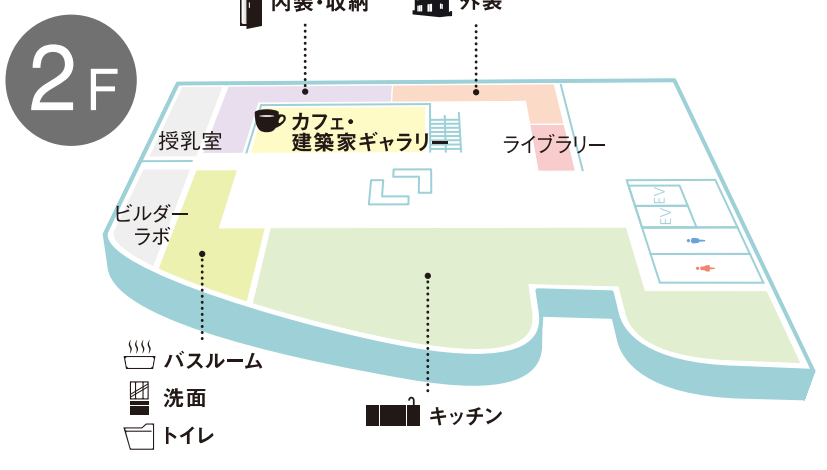 内装・収納
外装
2F
カフェ・
建築家ギャラリー
授乳室
ライブラリー
ビルダー
ラボ
EV
EV
バスルーム
洗面
トイレ
キッチン